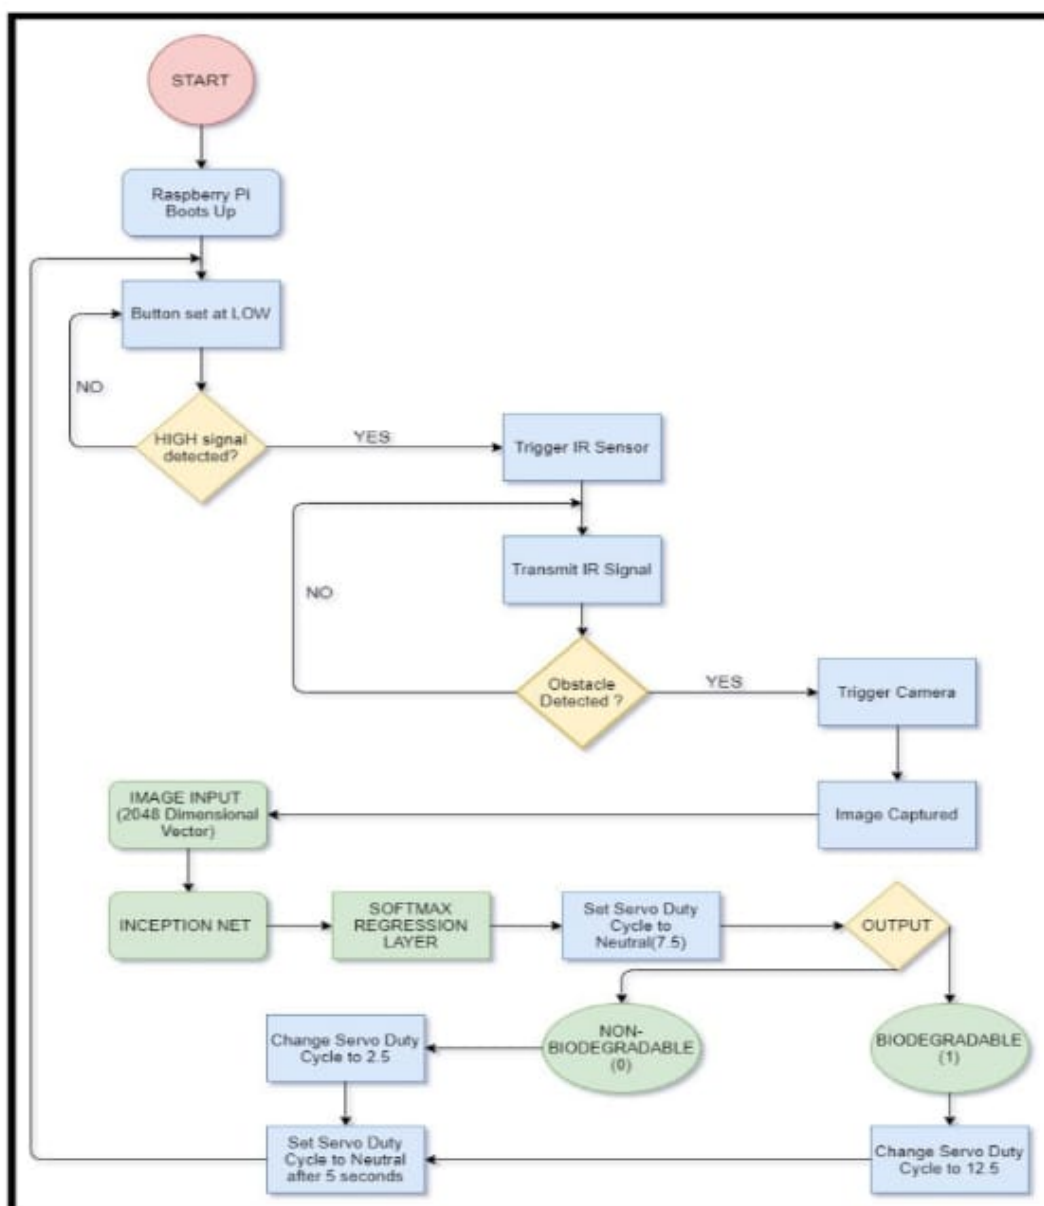 START
Raspberry Pi
Boots Up
Button set at LOW
NO
HIGH signal
detected?
YES
Trigger IR Sensor
Transmit IR Signal
NO
Obstacle
Detected ?
YES
Trigger Camera
Image Captured
IMAGE INPUT
(2048 Dimensional
Vector)
INCEPTION NET
SOFTMAX
REGRESSION
LAYER
Set Servo Duty
Cycle to
Neutral(7.5)
OUTPUT
NON-
BIODEGRADABLE
(0)
BIODEGRADABLE
(1)
Change Servo Duty
Cycle to 2.5
Set Servo Duty
Cycle to Neutral
after 5 seconds
Change Servo Duty
Cycle to 12.5